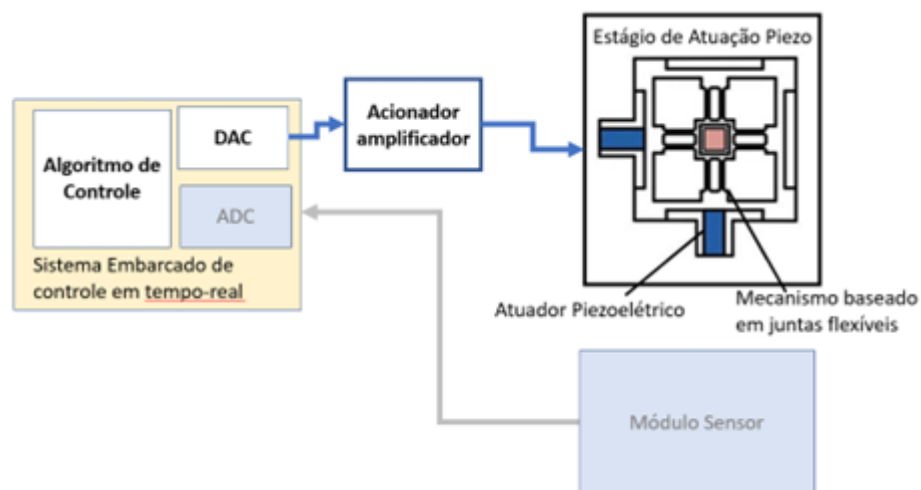 Estágio de Atuação Piezo
Acionador
amplificador
DAC
Algoritmo de
Controle
ADC
Sistema Embarcado de
controle em tempo-real
Atuador Piezoelétrico
Mecanismo baseado
em juntas flexíveis
Módulo Sensor